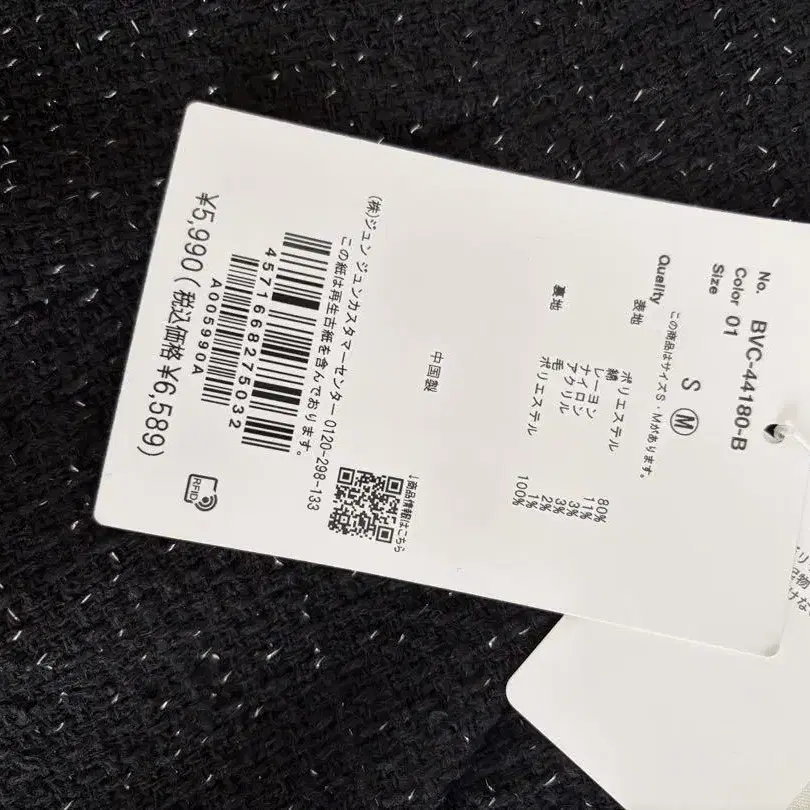 No. BVC-44180-B
Color 01
Size S M
この商品はサイズS・Mがあります。
Quality
表地 ポリエステル 80%
綿 11%
レーヨン 3%
ナイロン 3%
アクリル 2%
毛 1%
裏地 ポリエステル 100%
中国製
↓商品情報はこちら
(株)ジュン ジュンカスタマーセンター 0120-298-133
この紙は再生古紙を含んでおります。
4571668275032
A005990A
¥5,990(税込価格 ¥6,589)
RFID